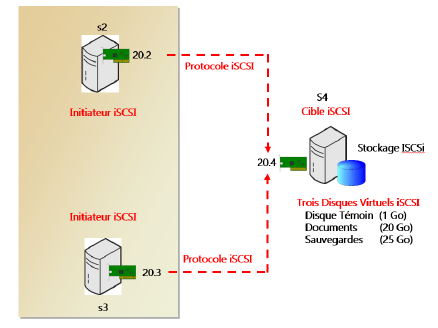 s2
20.2
Protocole iSCSI
Initiateur iSCSI
S4
Cible iSCSI
Stockage ISCSi
20.4
Trois Disques Virtuels iSCSI
Disque Témoin (1 Go)
Documents (20 Go)
Sauvegardes (25 Go)
Initiateur iSCSI
Protocole iSCSI
20.3
s3